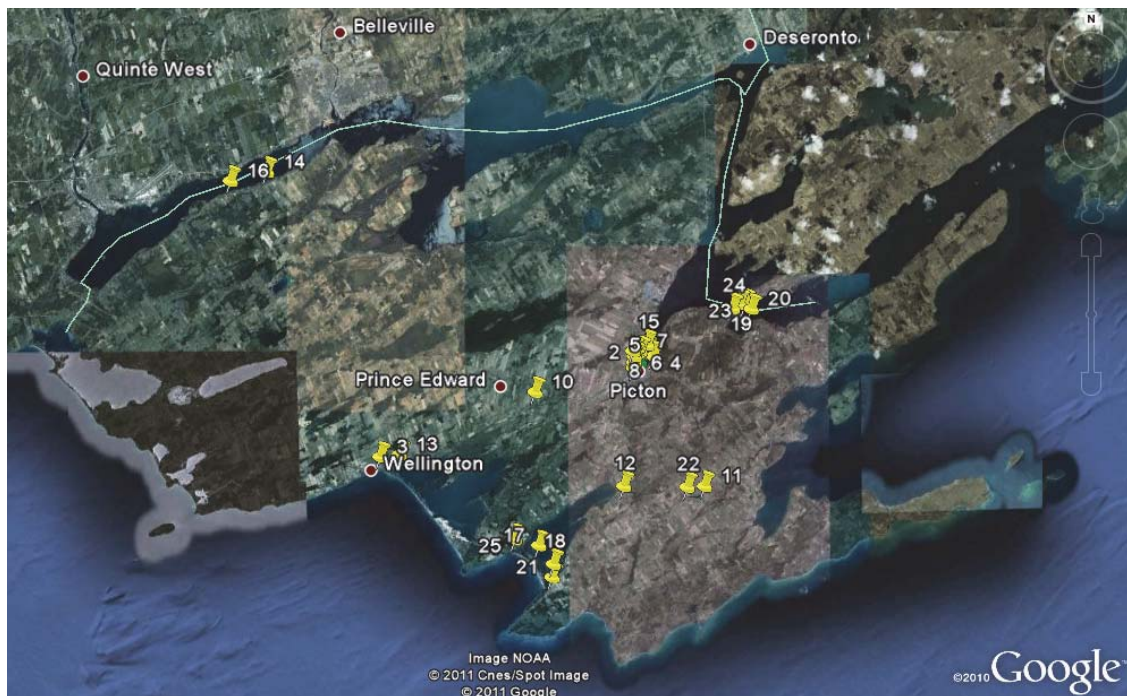 Belleville
N
Deseronto
Quinte West
14
16
24
20
23
19
15
5
7
2
6
4
8
Picton
Prince Edward
10
3
13
Wellington
12
22
11
17
18
25
21
Image NOAA
© 2011 Cnes/Spot Image
© 2011 Google
©2010 Google